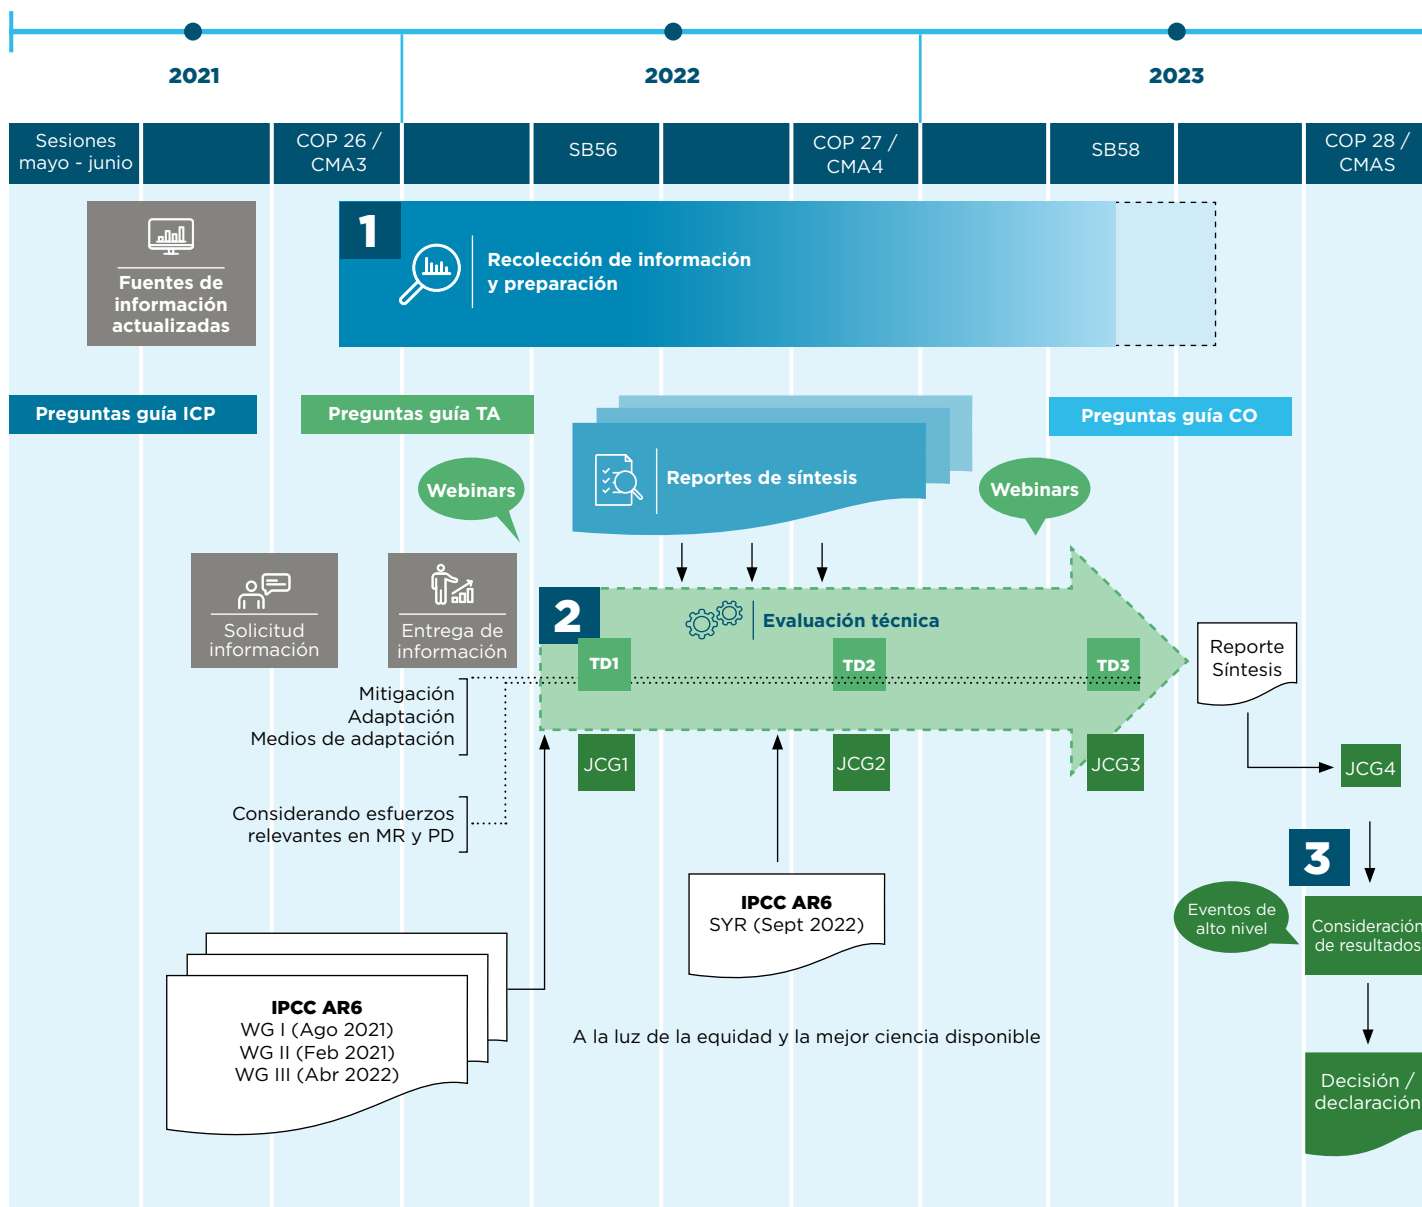 2021
2022
2023
Sesiones
mayo - junio
COP 26 /
CMA3
SB56
COP 27 /
CMA4
SB58
COP 28 /
CMAS
Fuentes de
información
actualizadas
1
Recolección de información
y preparación
Preguntas guía ICP
Preguntas guía TA
Preguntas guía CO
Webinars
Reportes de síntesis
Webinars
Solicitud
información
Entrega de
información
2
Evaluación técnica
TD1
TD2
TD3
Reporte
Síntesis
Mitigación
Adaptación
Medios de adaptación
JCG1
JCG2
JCG3
JCG4
Considerando esfuerzos
relevantes en MR y PD
3
IPCC AR6
SYR (Sept 2022)
Eventos de
alto nivel
Consideración
de resultados
IPCC AR6
WG I (Ago 2021)
WG II (Feb 2021)
WG III (Abr 2022)
A la luz de la equidad y la mejor ciencia disponible
Decisión /
declaración